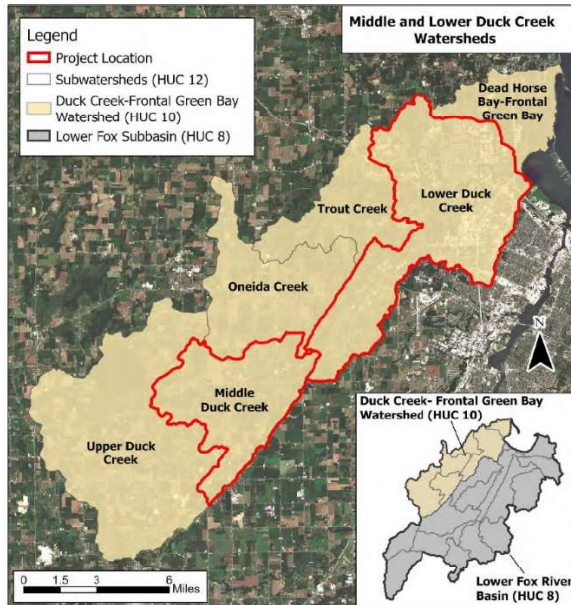 Legend
Project Location
Subwatersheds (HUC 12)
Duck Creek-Frontal Green Bay
Watershed (HUC 10)
Lower Fox Subbasin (HUC 8)
Middle and Lower Duck Creek
Watersheds
Dead Horse
Bay-Frontal
Green Bay
Lower Duck
Creek
Trout Creek
Oneida Creek
Middle
Duck Creek
Upper Duck
Creek
N
Duck Creek- Frontal Green Bay
Watershed (HUC 10)
Lower Fox River
Basin (HUC 8)
0 1.5 3 6
Miles